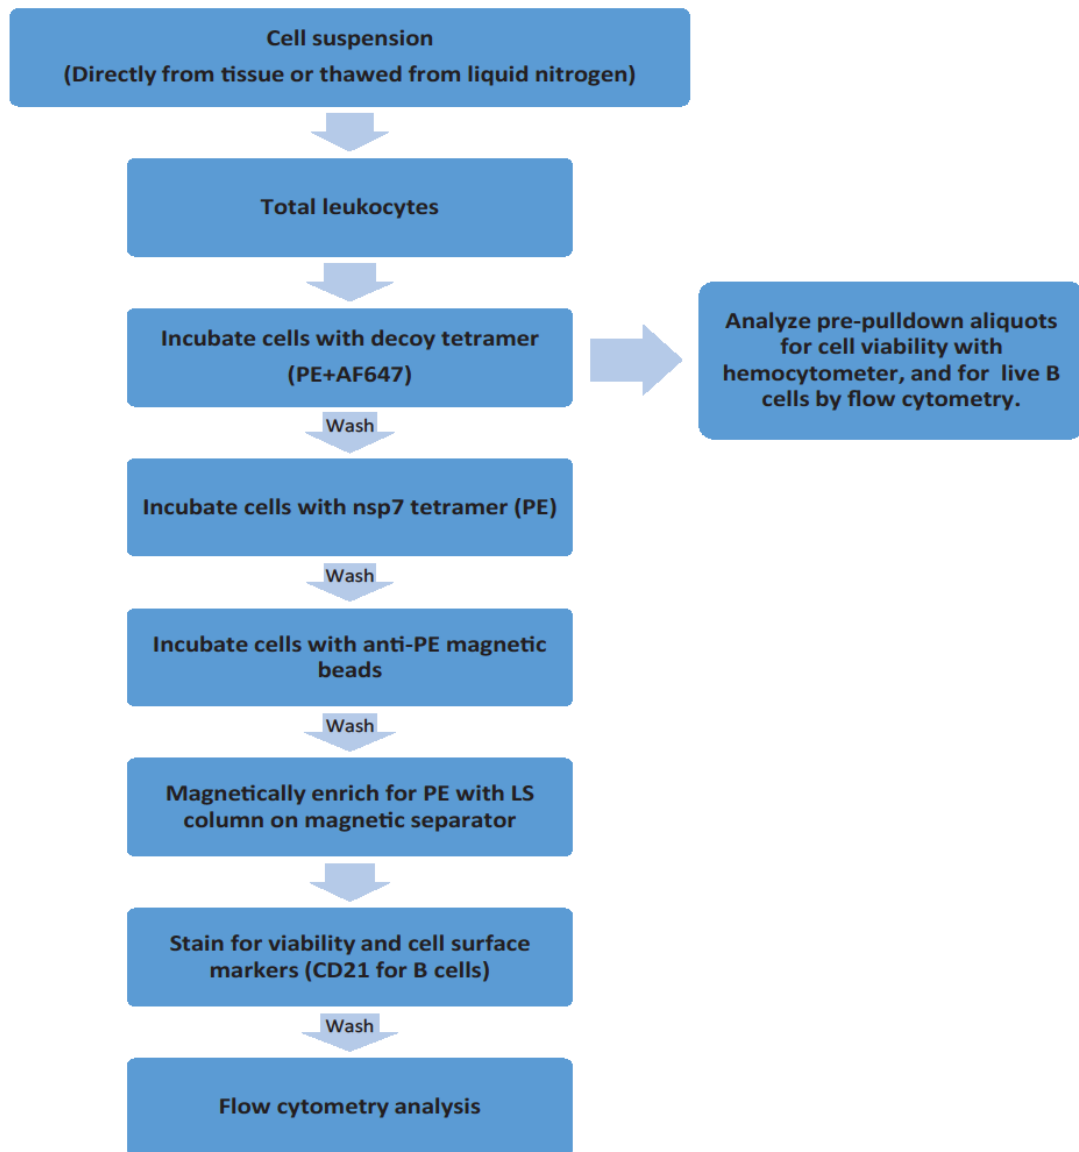 Cell suspension
(Directly from tissue or thawed from liquid nitrogen)
Total leukocytes
Incubate cells with decoy tetramer
(PE+AF647)
Analyze pre-pulldown aliquots
for cell viability with
hemocytometer, and for live B
cells by flow cytometry.
Wash
Incubate cells with nsp7 tetramer (PE)
Wash
Incubate cells with anti-PE magnetic
beads
Wash
Magnetically enrich for PE with LS
column on magnetic separator
Stain for viability and cell surface
markers (CD21 for B cells)
Wash
Flow cytometry analysis